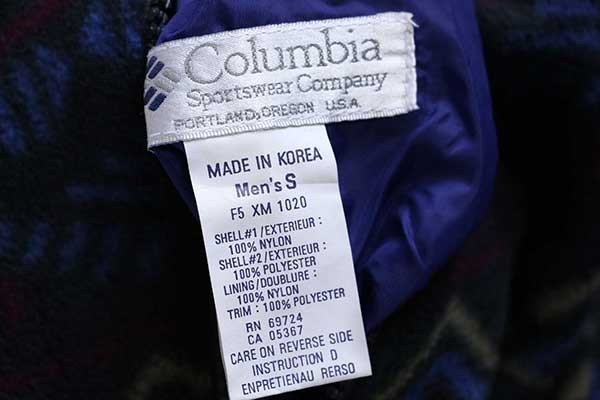 Columbia
Sportswear Company
PORTLAND, OREGON U.S.A.
MADE IN KOREA
Men's S
F5 XM 1020
SHELL#1/EXTERIEUR :
100% NYLON
SHELL#2/EXTERIEUR :
100% POLYESTER
LINING/DOUBLURE :
100% NYLON
TRIM : 100% POLYESTER
RN 69724
CA 05367
CARE ON REVERSE SIDE
INSTRUCTION D
ENPRETIENAU RERSO